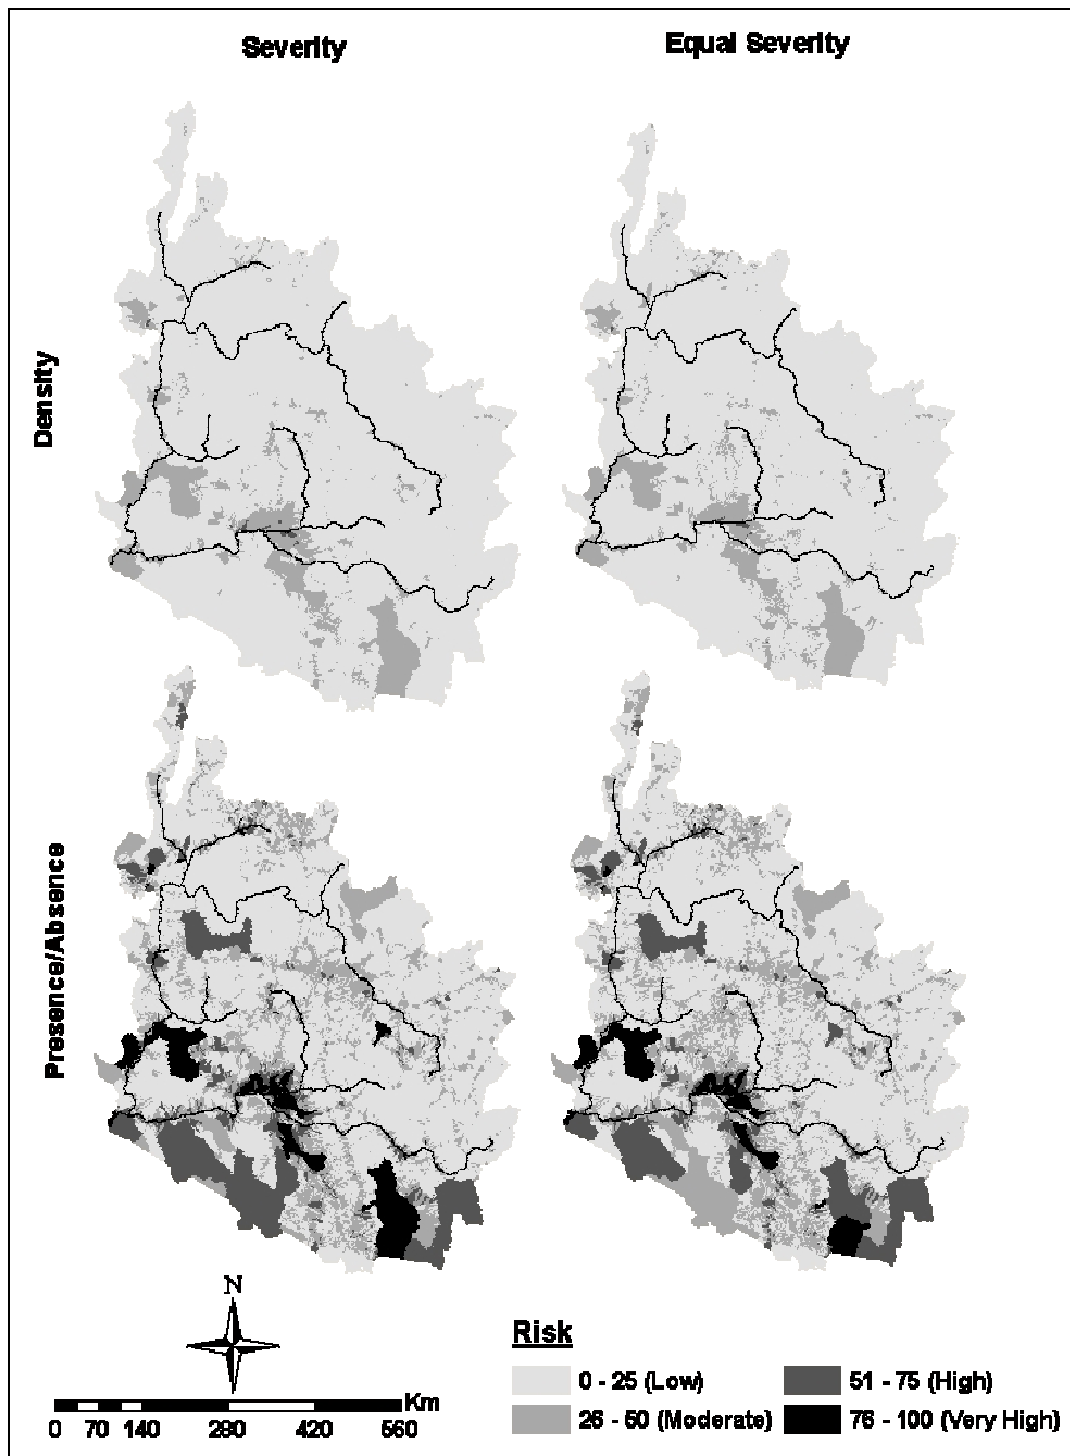 Severity
Equal Severity
Density
Presence/Absence
N
Km
0 70 140 280 420 560
Risk
0 - 25 (Low)
26 - 50 (Moderate)
51 - 75 (High)
76 - 100 (Very High)